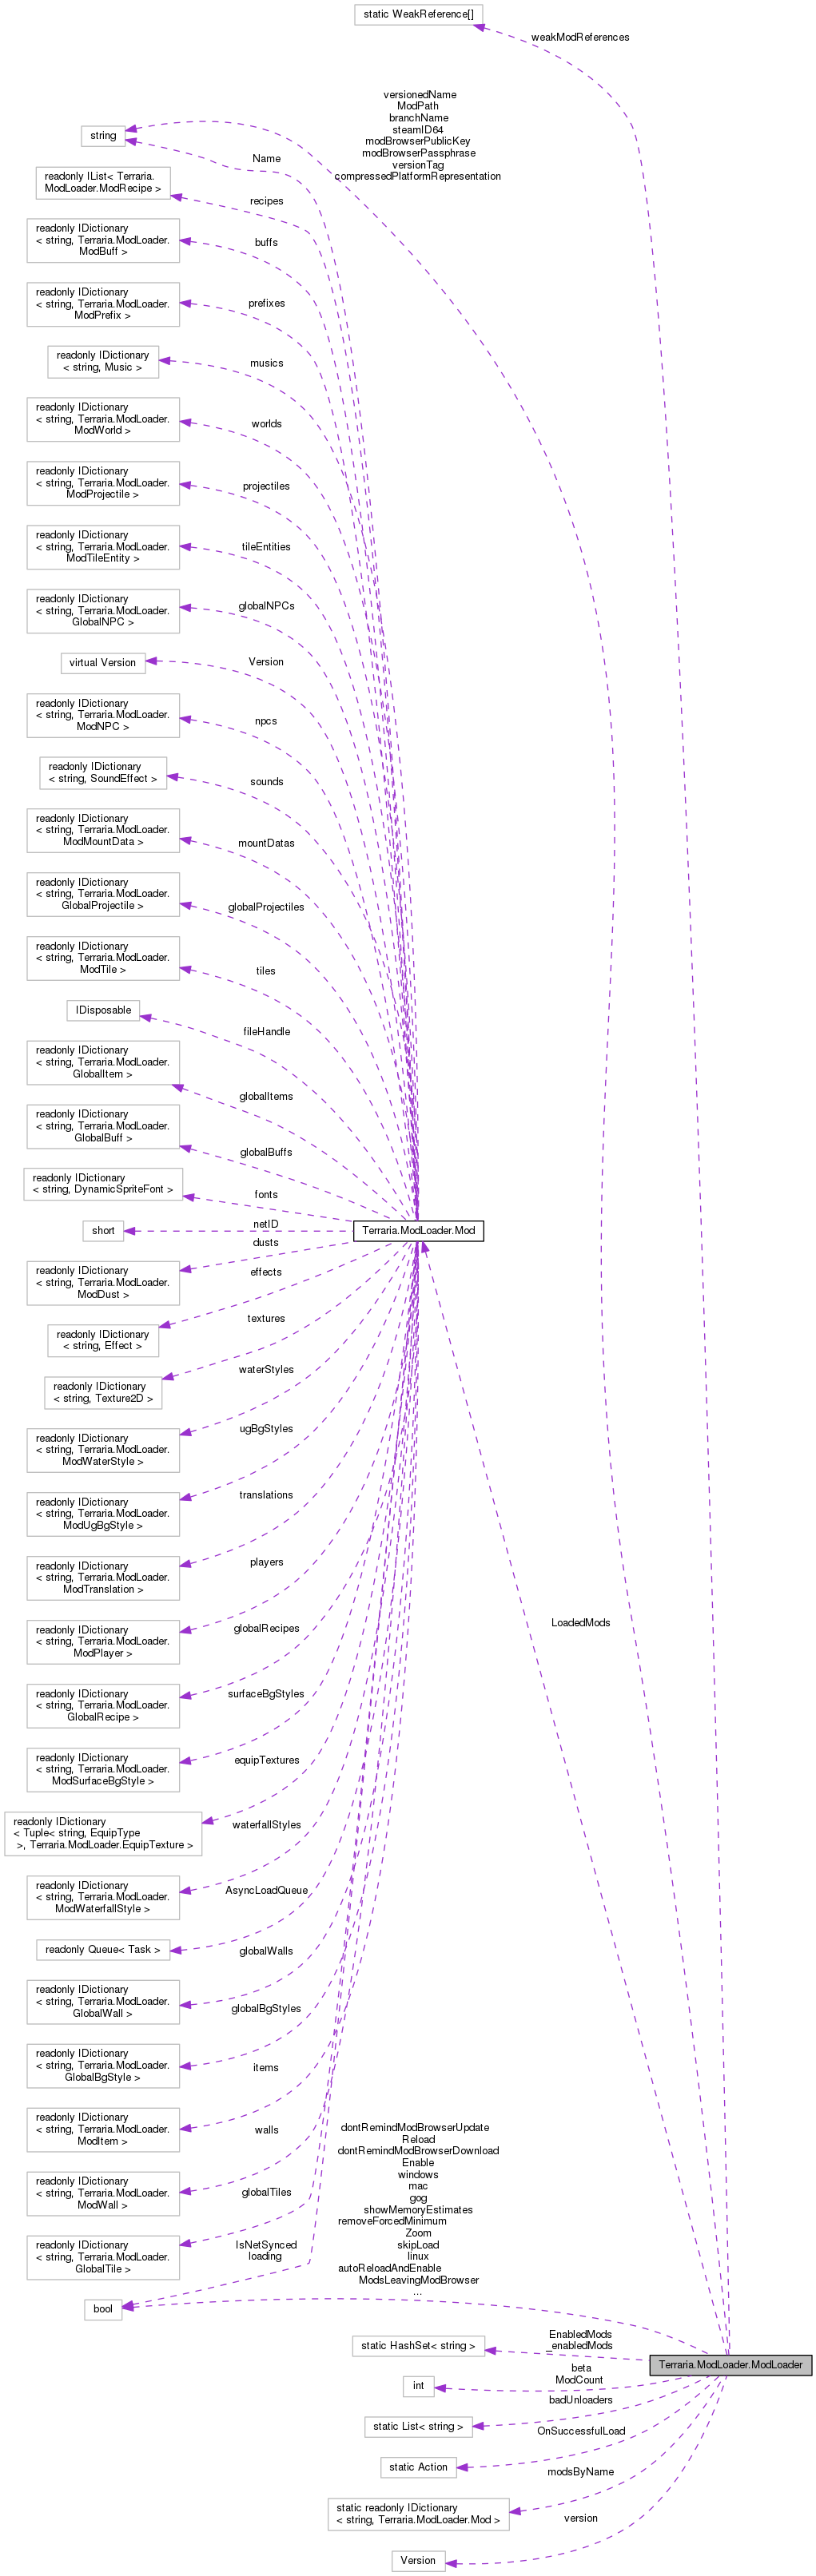 static WeakReference[]
weakModReferences
versionedName
ModPath
branchName
steamID64
modBrowserPublicKey
modBrowserPassphrase
versionTag
compressedPlatformRepresentation
string
Name
readonly IList< Terraria.
ModLoader.ModRecipe >
recipes
readonly IDictionary
< string, Terraria.ModLoader.
ModBuff >
buffs
readonly IDictionary
< string, Terraria.ModLoader.
ModPrefix >
prefixes
readonly IDictionary
< string, Music >
musics
readonly IDictionary
< string, Terraria.ModLoader.
ModWorld >
worlds
readonly IDictionary
< string, Terraria.ModLoader.
ModProjectile >
projectiles
readonly IDictionary
< string, Terraria.ModLoader.
ModTileEntity >
tileEntities
readonly IDictionary
< string, Terraria.ModLoader.
GlobalNPC >
globalNPCs
virtual Version
Version
readonly IDictionary
< string, Terraria.ModLoader.
ModNPC >
npcs
readonly IDictionary
< string, SoundEffect >
sounds
readonly IDictionary
< string, Terraria.ModLoader.
ModMountData >
mountDatas
readonly IDictionary
< string, Terraria.ModLoader.
GlobalProjectile >
globalProjectiles
readonly IDictionary
< string, Terraria.ModLoader.
ModTile >
tiles
IDisposable
fileHandle
readonly IDictionary
< string, Terraria.ModLoader.
GlobalItem >
globalItems
readonly IDictionary
< string, Terraria.ModLoader.
GlobalBuff >
globalBuffs
readonly IDictionary
< string, DynamicSpriteFont >
fonts
short
netID
Terraria.ModLoader.Mod
readonly IDictionary
< string, Terraria.ModLoader.
ModDust >
dusts
readonly IDictionary
< string, Effect >
effects
readonly IDictionary
< string, Texture2D >
textures
readonly IDictionary
< string, Terraria.ModLoader.
ModWaterStyle >
waterStyles
readonly IDictionary
< string, Terraria.ModLoader.
ModUgBgStyle >
ugBgStyles
readonly IDictionary
< string, Terraria.ModLoader.
ModTranslation >
translations
readonly IDictionary
< string, Terraria.ModLoader.
ModPlayer >
players
LoadedMods
readonly IDictionary
< string, Terraria.ModLoader.
GlobalRecipe >
globalRecipes
readonly IDictionary
< string, Terraria.ModLoader.
ModSurfaceBgStyle >
surfaceBgStyles
readonly IDictionary
< Tuple< string, EquipType
>, Terraria.ModLoader.EquipTexture >
equipTextures
readonly IDictionary
< string, Terraria.ModLoader.
ModWaterfallStyle >
waterfallStyles
readonly Queue< Task >
AsyncLoadQueue
readonly IDictionary
< string, Terraria.ModLoader.
GlobalWall >
globalWalls
readonly IDictionary
< string, Terraria.ModLoader.
GlobalBgStyle >
globalBgStyles
readonly IDictionary
< string, Terraria.ModLoader.
ModItem >
items
readonly IDictionary
< string, Terraria.ModLoader.
ModWall >
walls
readonly IDictionary
< string, Terraria.ModLoader.
GlobalTile >
globalTiles
IsNetSynced
loading
dontRemindModBrowserUpdate
Reload
dontRemindModBrowserDownload
Enable
windows
mac
gog
showMemoryEstimates
removeForcedMinimum
Zoom
skipLoad
linux
autoReloadAndEnable
ModsLeavingModBrowser
...
bool
static HashSet< string >
EnabledMods
_enabledMods
Terraria.ModLoader.ModLoader
int
beta
ModCount
static List< string >
badUnloaders
static Action
OnSuccessfulLoad
static readonly IDictionary
< string, Terraria.ModLoader.Mod >
modsByName
Version
version